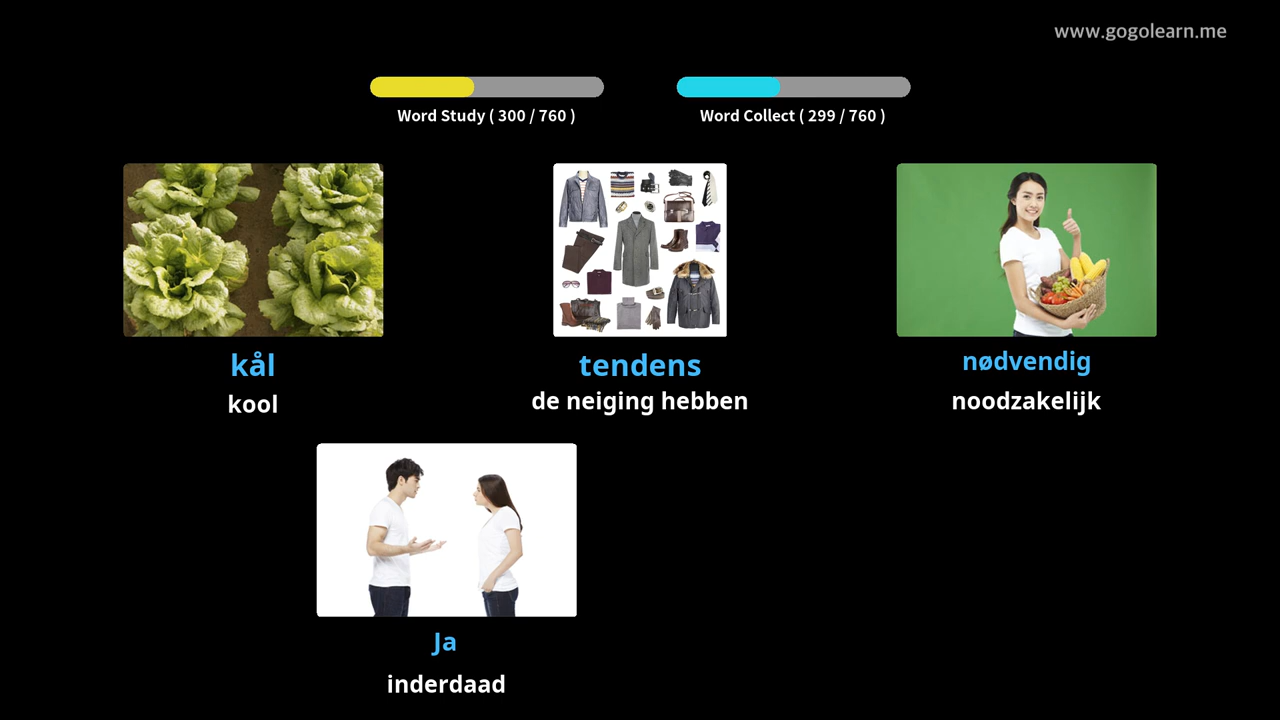 www.gogolearn.me
Word Study ( 300 / 760 )
Word Collect ( 299 / 760 )
kål
tendens
nødvendig
kool
de neiging hebben
noodzakelijk
Ja
inderdaad